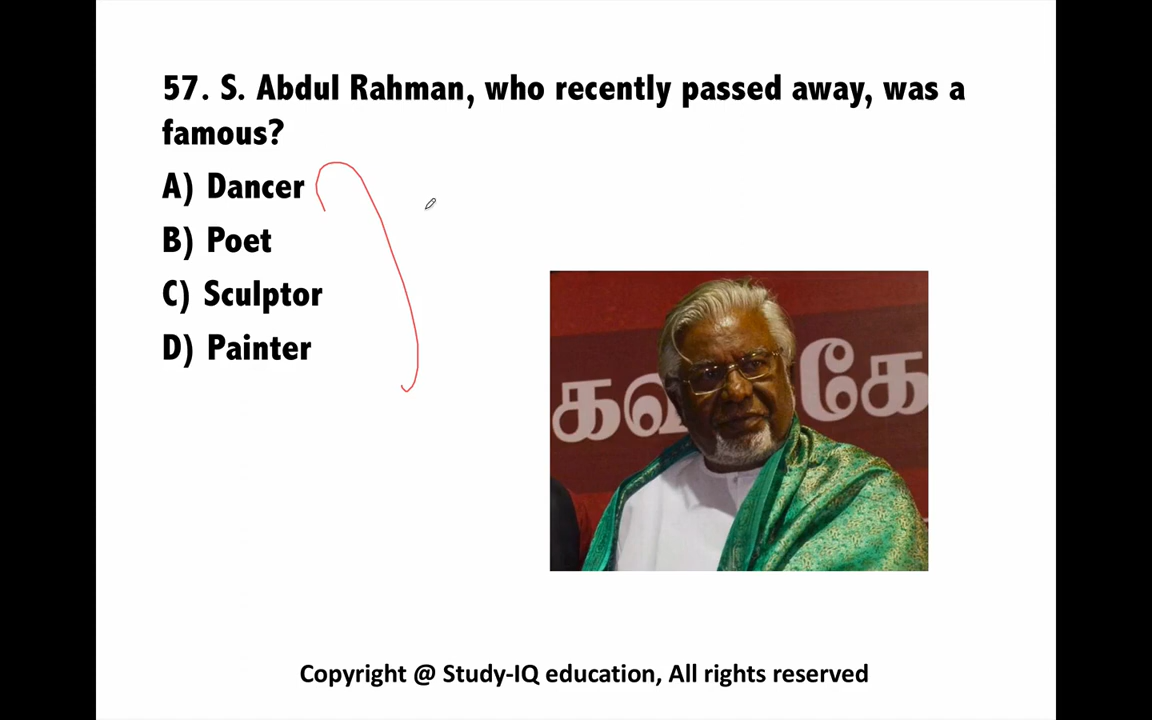 57. S. Abdul Rahman, who recently passed away, was a
famous?
A) Dancer
B) Poet
C) Sculptor
D) Painter
கவி கே
Copyright @ Study-IQ education, All rights reserved